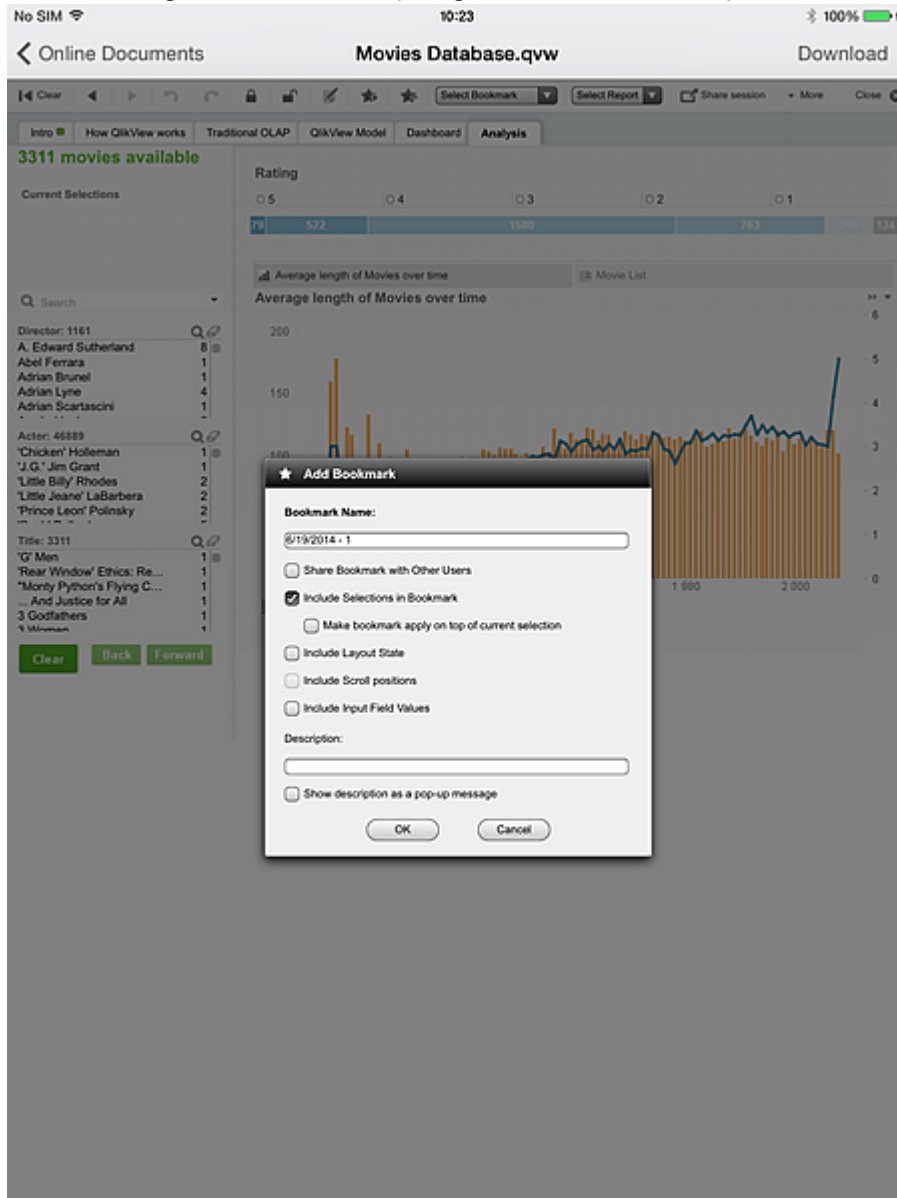 No SIM
10:23
100%
Online Documents
Movies Database.qvw
Download
Clear
Select Bookmark
Select Report
Share session
More
Close
Intro
How QlikView works
Traditional OLAP
QlikView Model
Dashboard
Analysis
3311 movies available
Current Selections
Rating
5
4
3
2
1
79
522
1580
763
134
Average length of Movies over time
Movie List
Average length of Movies over time
Search
Director: 1161
A. Edward Sutherland 8
Abel Ferrara 1
Adrian Brunel 1
Adrian Lyne 4
Adrian Scartascini 1
Actor: 46889
'Chicken' Holleman 1
'J.G.' Jim Grant 1
'Little Billy' Rhodes 2
'Little Jeane' LaBarbera 2
'Prince Leon' Polinsky 2
Title: 3311
'G' Men 1
'Rear Window' Ethics: Re... 1
"Monty Python's Flying C... 1
... And Justice for All 1
3 Godfathers 1
3 Women 1
Clear
Back
Forward
200
150
100
6
5
4
3
2
1
0
1 980
2 000
Add Bookmark
Bookmark Name:
6/19/2014 - 1
Share Bookmark with Other Users
Include Selections in Bookmark
Make bookmark apply on top of current selection
Include Layout State
Include Scroll positions
Include Input Field Values
Description:
Show description as a pop-up message
OK
Cancel